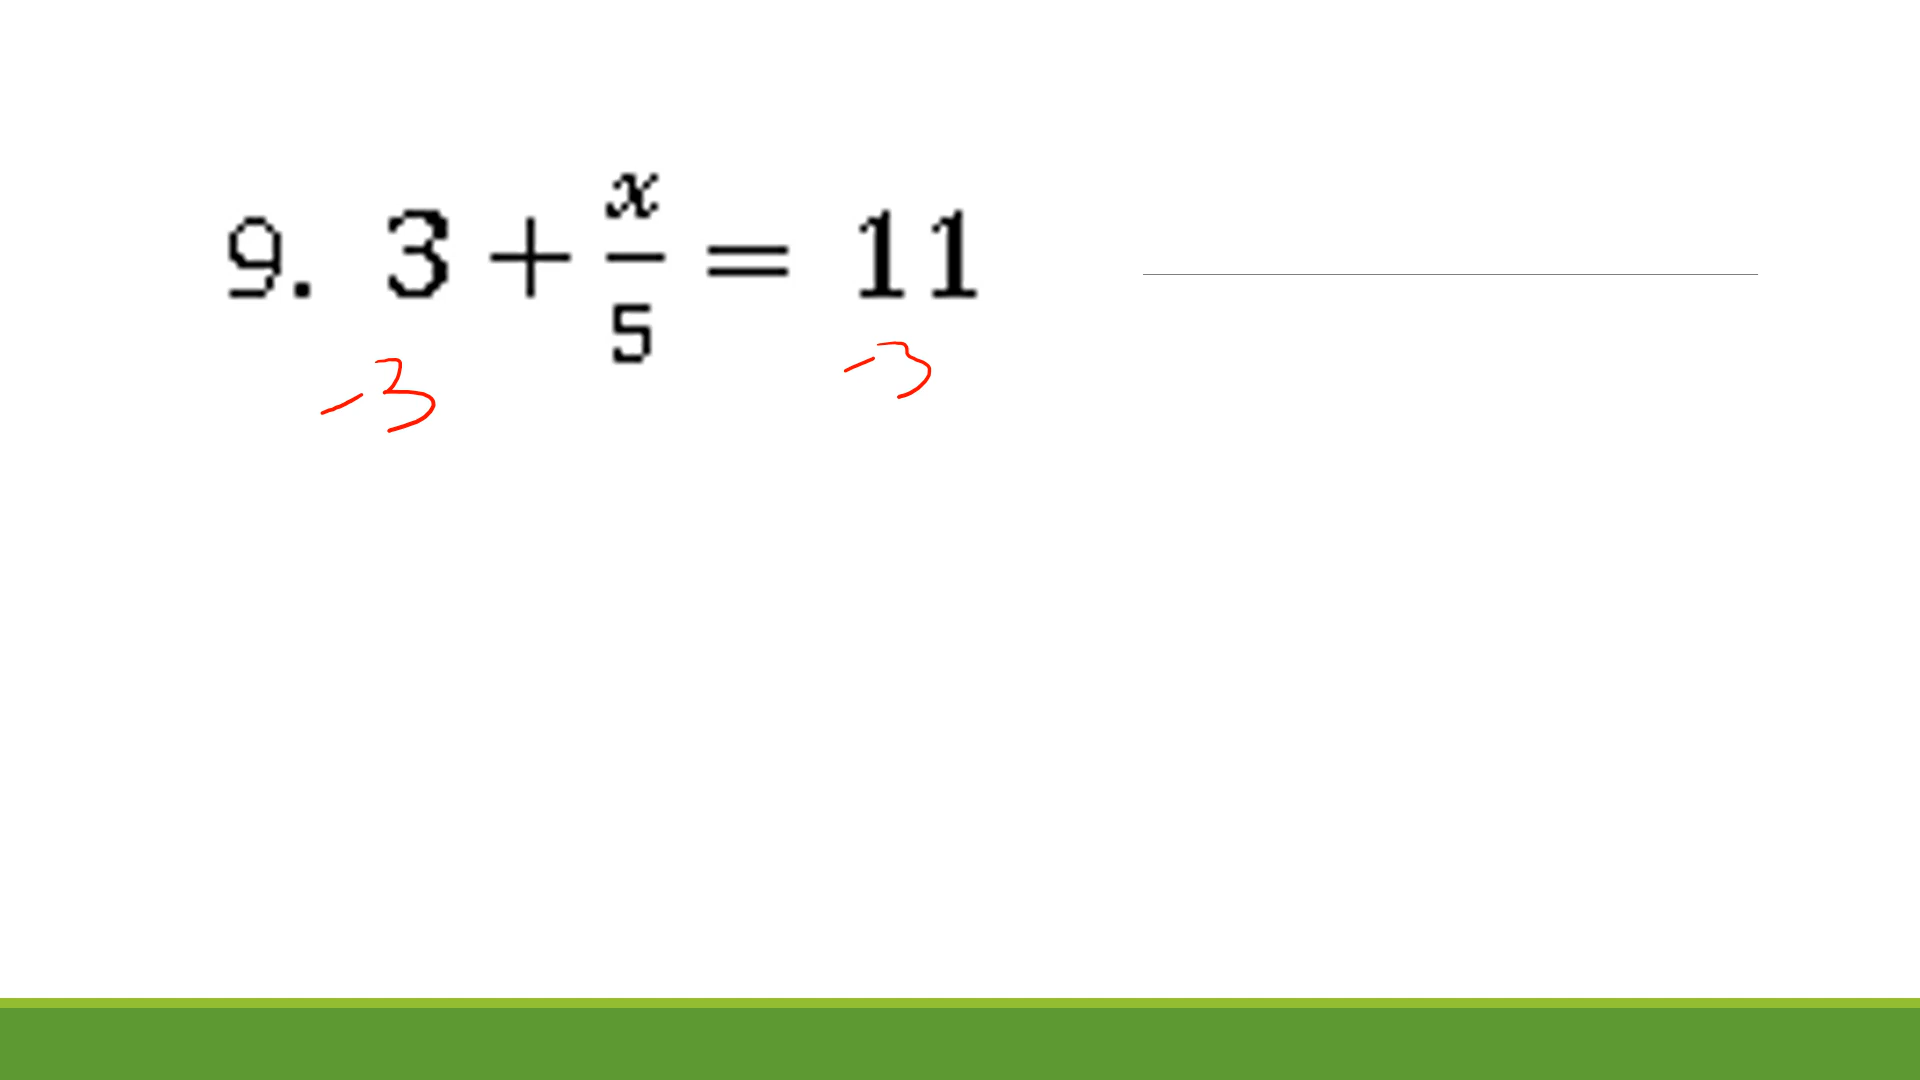 9. 3 + x/5 = 11
-3 -3